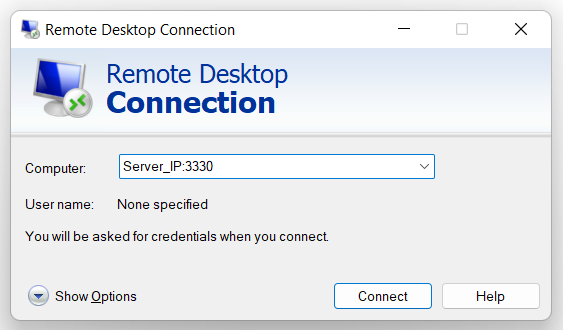 Remote Desktop Connection
Remote Desktop
Connection
Computer: Server_IP:3330
User name: None specified
You will be asked for credentials when you connect.
Show Options Connect Help